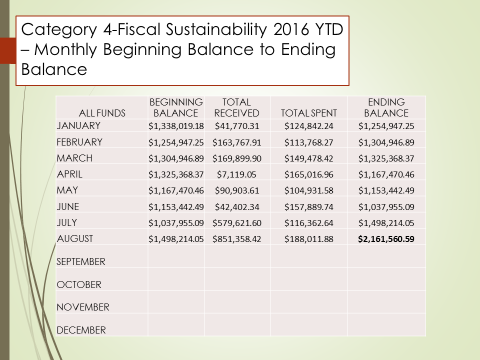 Category 4-Fiscal Sustainability 2016 YTD
– Monthly Beginning Balance to Ending
Balance
ALL FUNDS BEGINNING BALANCE TOTAL RECEIVED TOTAL SPENT ENDING BALANCE
JANUARY $1,338,019.18 $41,770.31 $124,842.24 $1,254,947.25
FEBRUARY $1,254,947.25 $163,767.91 $113,768.27 $1,304,946.89
MARCH $1,304,946.89 $169,899.90 $149,478.42 $1,325,368.37
APRIL $1,325,368.37 $7,119.05 $165,016.96 $1,167,470.46
MAY $1,167,470.46 $90,903.61 $104,931.58 $1,153,442.49
JUNE $1,153,442.49 $42,402.34 $157,889.74 $1,037,955.09
JULY $1,037,955.09 $579,621.60 $116,362.64 $1,498,214.05
AUGUST $1,498,214.05 $851,358.42 $188,011.88 $2,161,560.59
SEPTEMBER
OCTOBER
NOVEMBER
DECEMBER